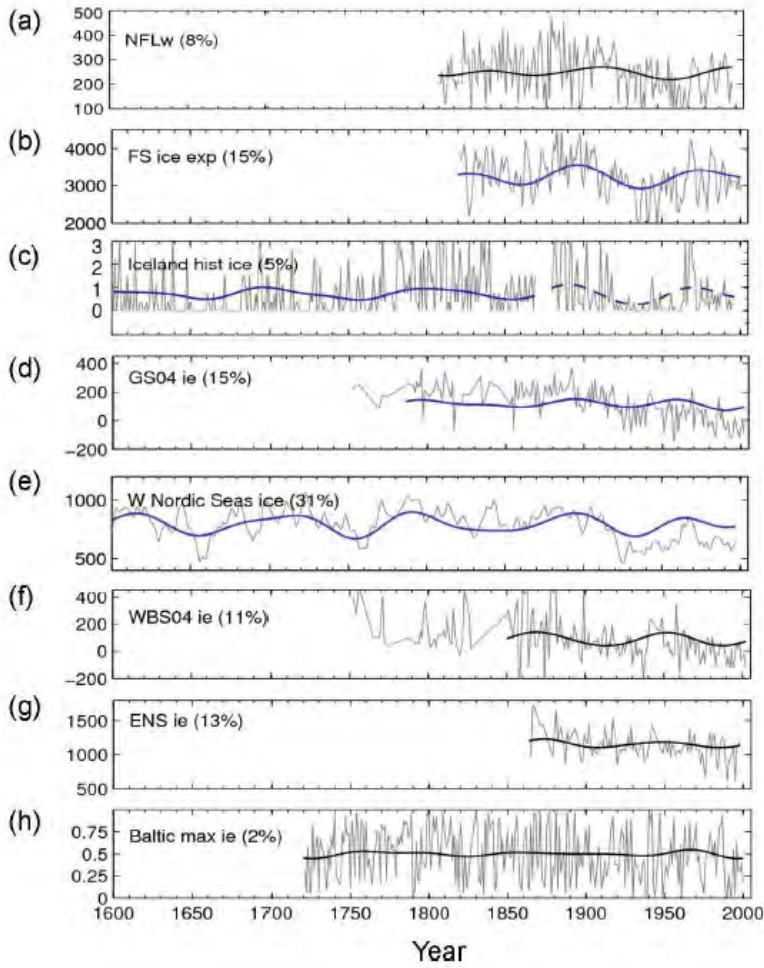 (a)
NFLw (8%)
500
400
300
200
100
(b)
FS ice exp (15%)
4000
3000
2000
(c)
Iceland hist ice (5%)
3
2
1
0
(d)
GS04 ie (15%)
400
200
0
−200
(e)
W Nordic Seas ice (31%)
1000
500
(f)
WBS04 ie (11%)
400
200
0
−200
(g)
ENS ie (13%)
1500
1000
500
(h)
Baltic max ie (2%)
0.75
0.5
0.25
0
1600 1650 1700 1750 1800 1850 1900 1950 2000
Year